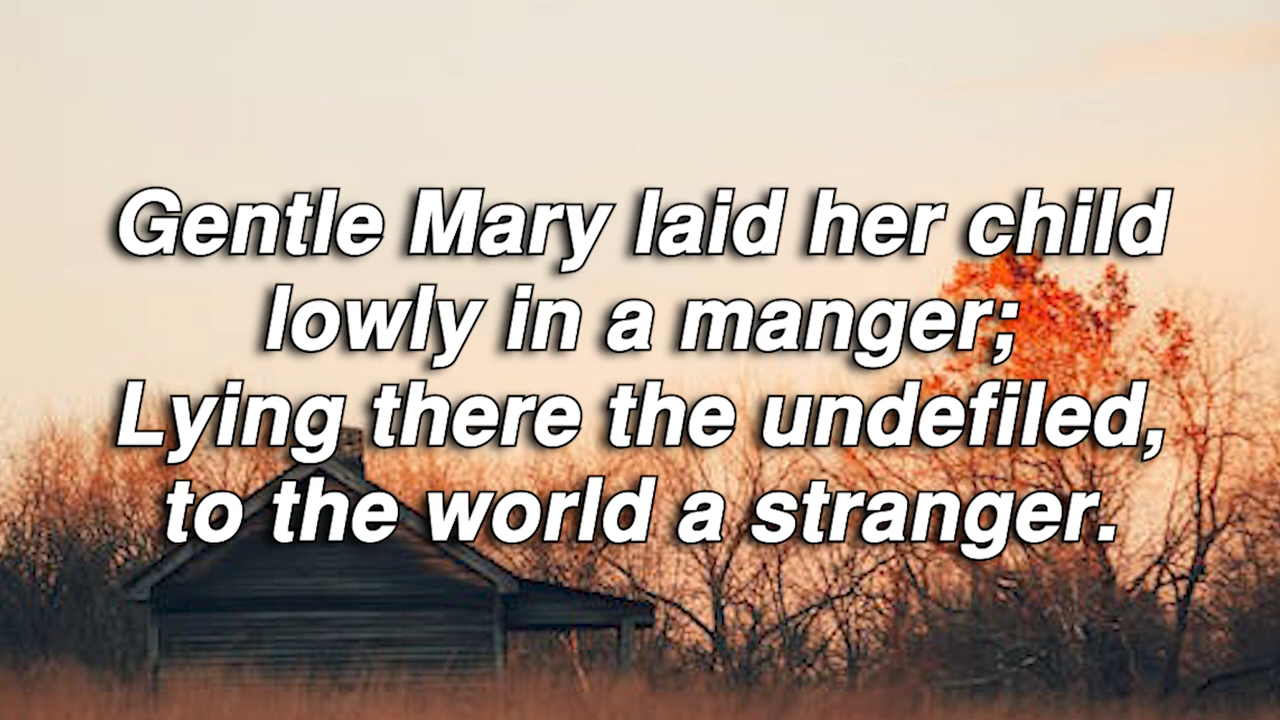 Gentle Mary laid her child
lowly in a manger;
Lying there the undefiled,
to the world a stranger.